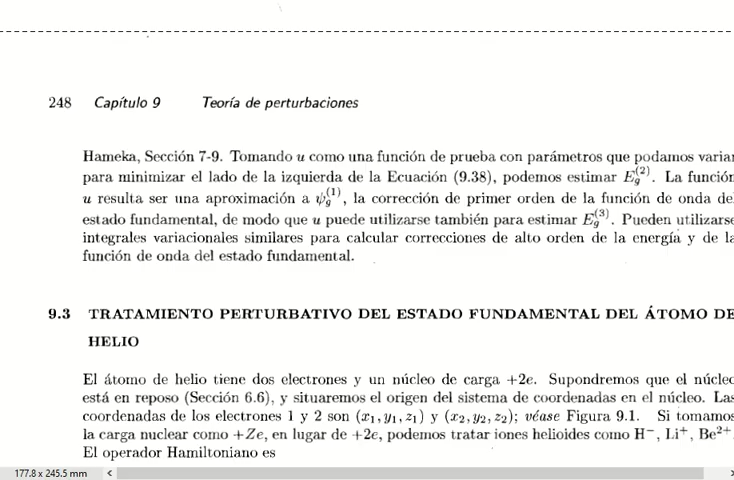 248 Capítulo 9 Teoría de perturbaciones
Hameka, Sección 7-9. Tomando u como una función de prueba con parámetros que podamos variar
para minimizar el lado de la izquierda de la Ecuación (9.38), podemos estimar E_g^{(2)}. La función
u resulta ser una aproximación a ψ_g^{(1)}, la corrección de primer orden de la función de onda del
estado fundamental, de modo que u puede utilizarse también para estimar E_g^{(3)}. Pueden utilizarse
integrales variacionales similares para calcular correcciones de alto orden de la energía y de la
función de onda del estado fundamental.
9.3 TRATAMIENTO PERTURBATIVO DEL ESTADO FUNDAMENTAL DEL ÁTOMO DE
HELIO
El átomo de helio tiene dos electrones y un núcleo de carga +2e. Supondremos que el núcleo
está en reposo (Sección 6.6), y situaremos el origen del sistema de coordenadas en el núcleo. Las
coordenadas de los electrones 1 y 2 son (x₁, y₁, z₁) y (x₂, y₂, z₂); véase Figura 9.1. Si tomamos
la carga nuclear como +Ze, en lugar de +2e, podemos tratar iones helioides como H⁻, Li⁺, Be²⁺.
El operador Hamiltoniano es
177.8 x 245.5 mm